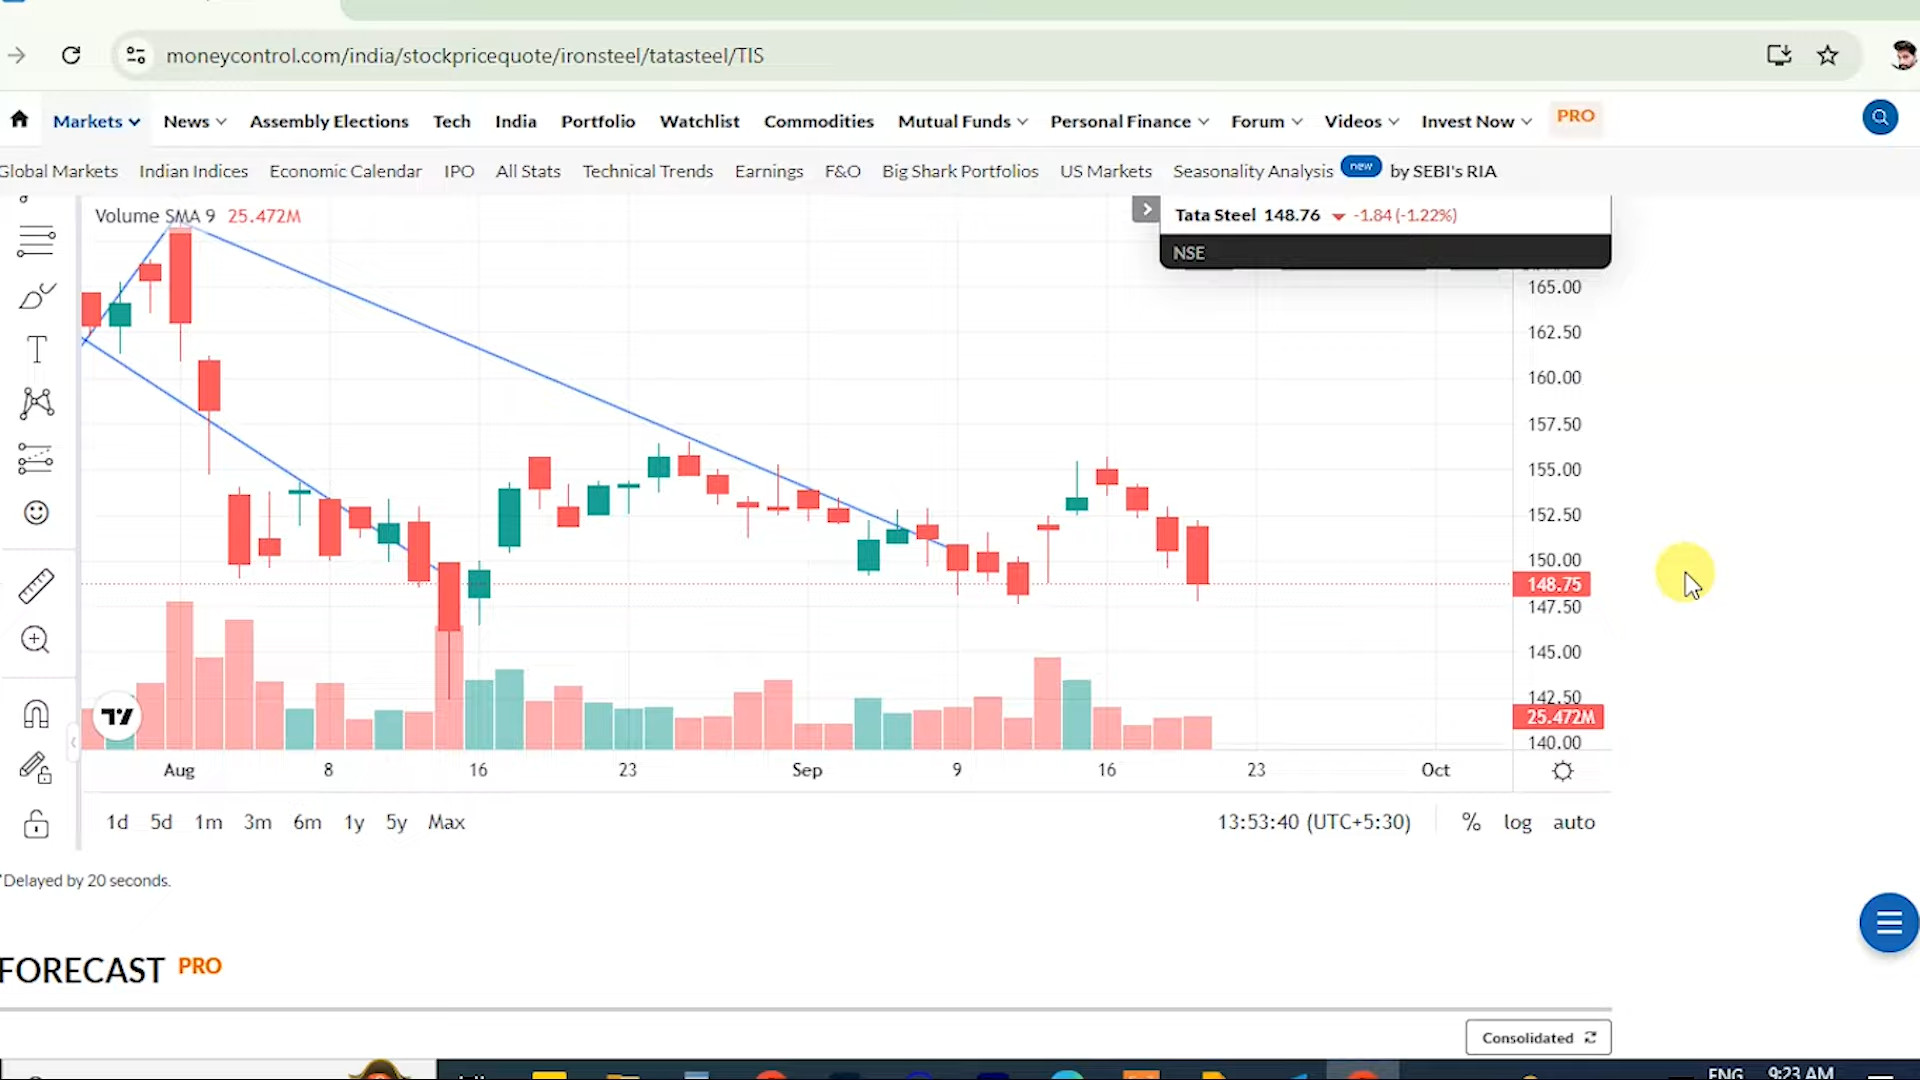 moneycontrol.com/india/stockpricequote/ironsteel/tatasteel/TIS
Markets News Assembly Elections Tech India Portfolio Watchlist Commodities Mutual Funds Personal Finance Forum Videos Invest Now PRO
Global Markets Indian Indices Economic Calendar IPO All Stats Technical Trends Earnings F&O Big Shark Portfolios US Markets Seasonality Analysis new by SEBI's RIA
Volume SMA 9 25.472M
Tata Steel 148.76 -1.84 (-1.22%)
NSE
165.00
162.50
160.00
157.50
155.00
152.50
150.00
148.75
147.50
145.00
142.50
25.472M
140.00
Aug 8 16 23 Sep 9 16 23 Oct
1d 5d 1m 3m 6m 1y 5y Max 13:53:40 (UTC+5:30) % log auto
*Delayed by 20 seconds.
FORECAST PRO
Consolidated
ENG 9:23 AM